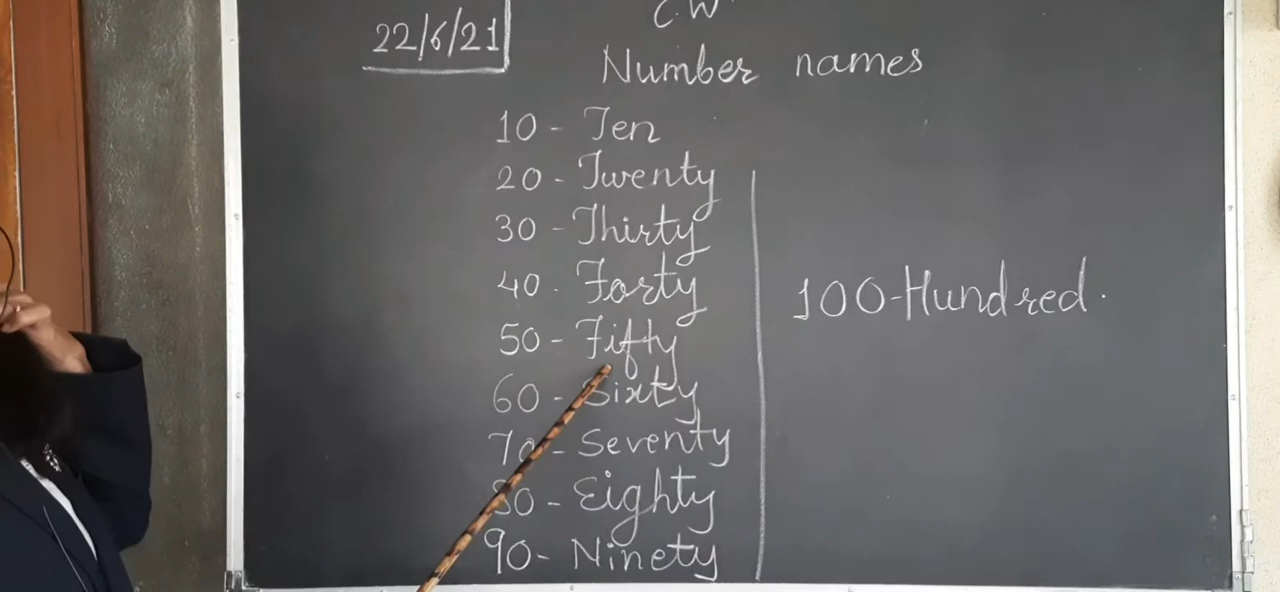 C.W
22/6/21
Number names
10 - Ten
20 - Twenty
30 - Thirty
40 - Forty
50 - Fifty
60 - Sixty
70 - Seventy
80 - Eighty
90 - Ninety
100 - Hundred.